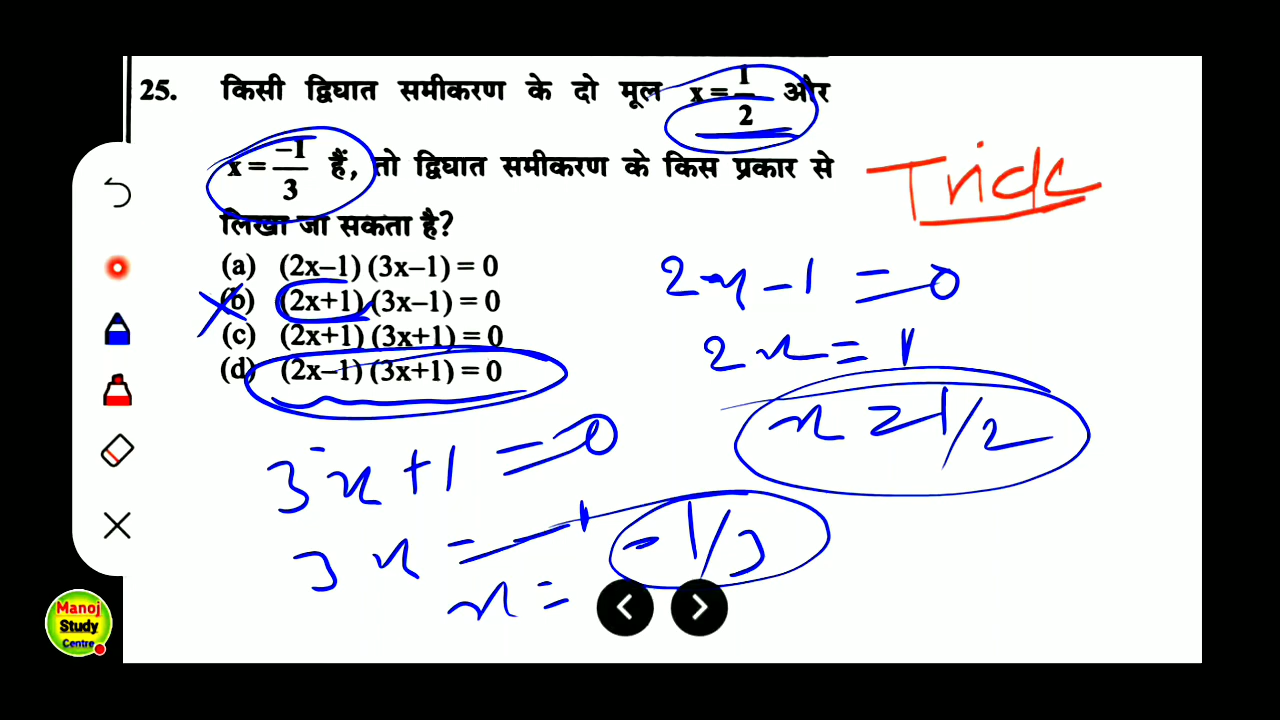 25. किसी द्विघात समीकरण के दो मूल x = 1/2 और
x = –1/3 हैं, तो द्विघात समीकरण के किस प्रकार से
लिखा जा सकता है?
Trick
(a) (2x–1) (3x–1) = 0
(b) (2x+1) (3x–1) = 0
(c) (2x+1) (3x+1) = 0
(d) (2x–1) (3x+1) = 0
2x – 1 = 0
2x = 1
x = 1/2
3x + 1 = 0
3x = – 1
x = – 1/3
Manoj
Study
Centre